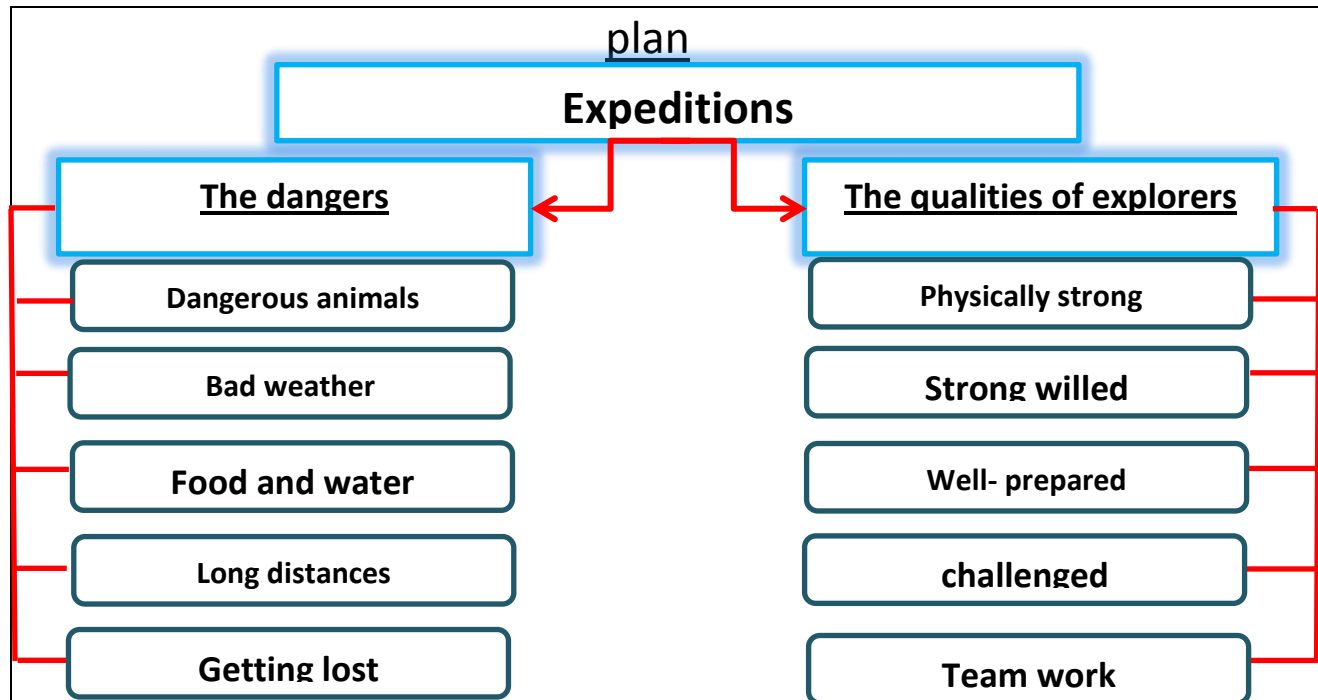 plan
Expeditions
The dangers
Dangerous animals
Bad weather
Food and water
Long distances
Getting lost
The qualities of explorers
Physically strong
Strong willed
Well- prepared
challenged
Team work